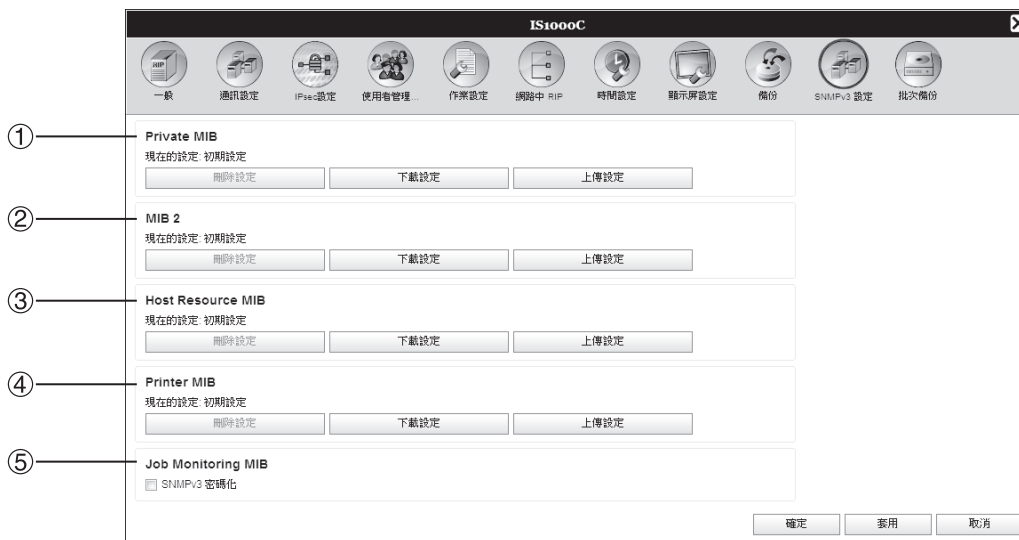 IS1000C
RIP
一般
通訊設定
IPsec設定
使用者管理...
作業設定
網路中 RIP
時間設定
顯示屏設定
備份
SNMPv3 設定
批次備份
① Private MIB
現在的設定: 初期設定
刪除設定 下載設定 上傳設定
② MIB 2
現在的設定: 初期設定
刪除設定 下載設定 上傳設定
③ Host Resource MIB
現在的設定: 初期設定
刪除設定 下載設定 上傳設定
④ Printer MIB
現在的設定: 初期設定
刪除設定 下載設定 上傳設定
⑤ Job Monitoring MIB
SNMPv3 密碼化
確定 套用 取消